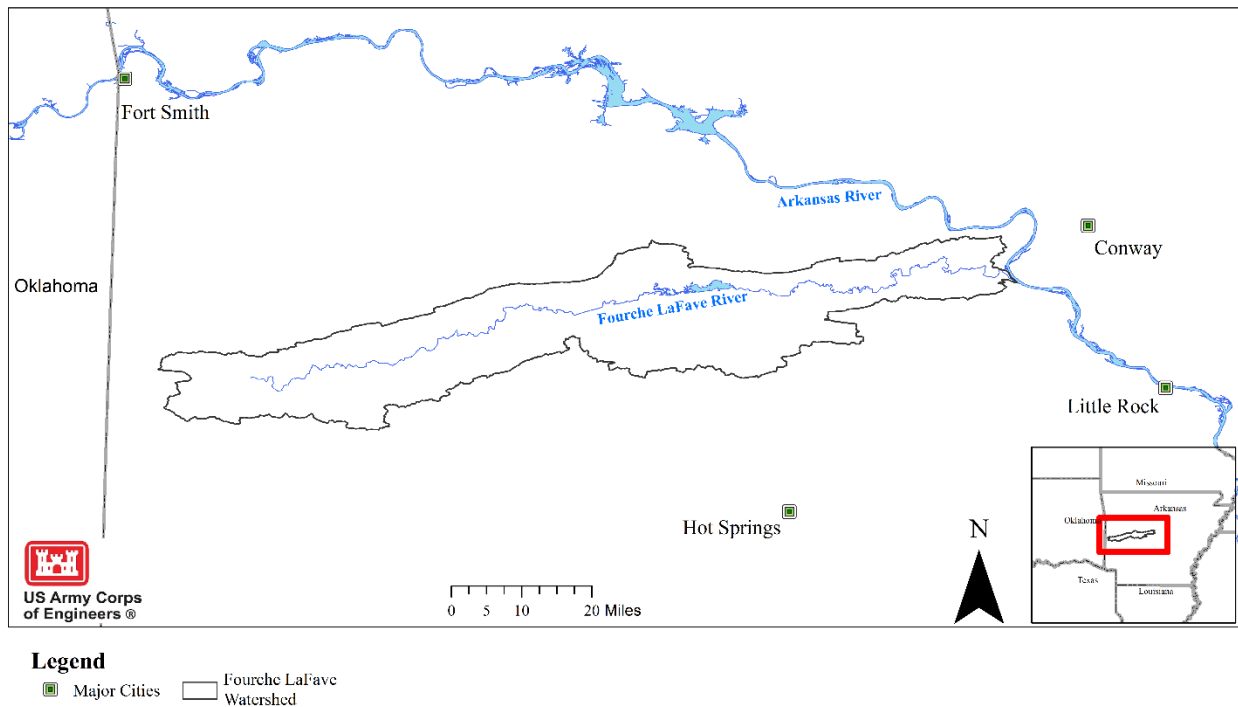 Fort Smith
Arkansas River
Conway
Oklahoma
Fourche LaFave River
Little Rock
Hot Springs
N
Missouri
Arkansas
Oklahoma
Texas
Louisiana
US Army Corps
of Engineers ®
0 5 10 20 Miles
Legend
Major Cities
Fourche LaFave
Watershed